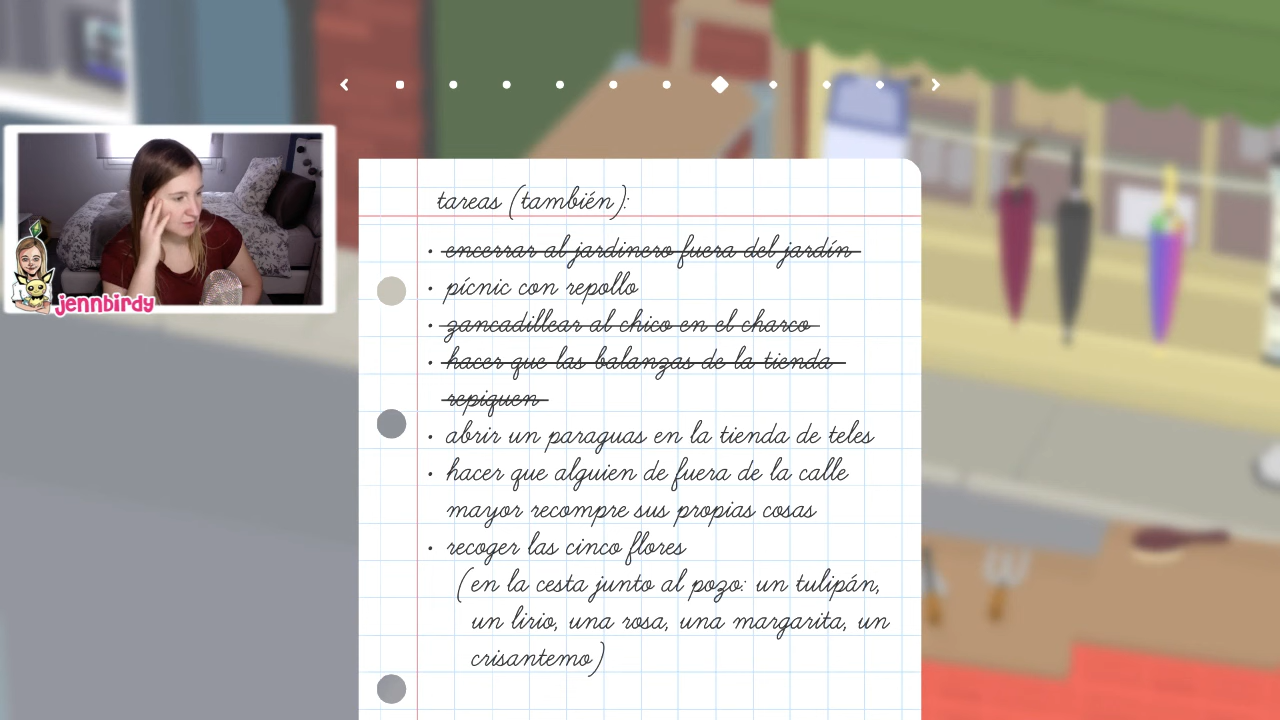 tareas (también):
• encerrar al jardinero fuera del jardín
• pícnic con repollo
• zancadillear al chico en el charco
• hacer que las balanzas de la tienda
repiquen
• abrir un paraguas en la tienda de teles
• hacer que alguien de fuera de la calle
mayor recompre sus propias cosas
• recoger las cinco flores
(en la cesta junto al pozo: un tulipán,
un lirio, una rosa, una margarita, un
crisantemo)
jennbirdy